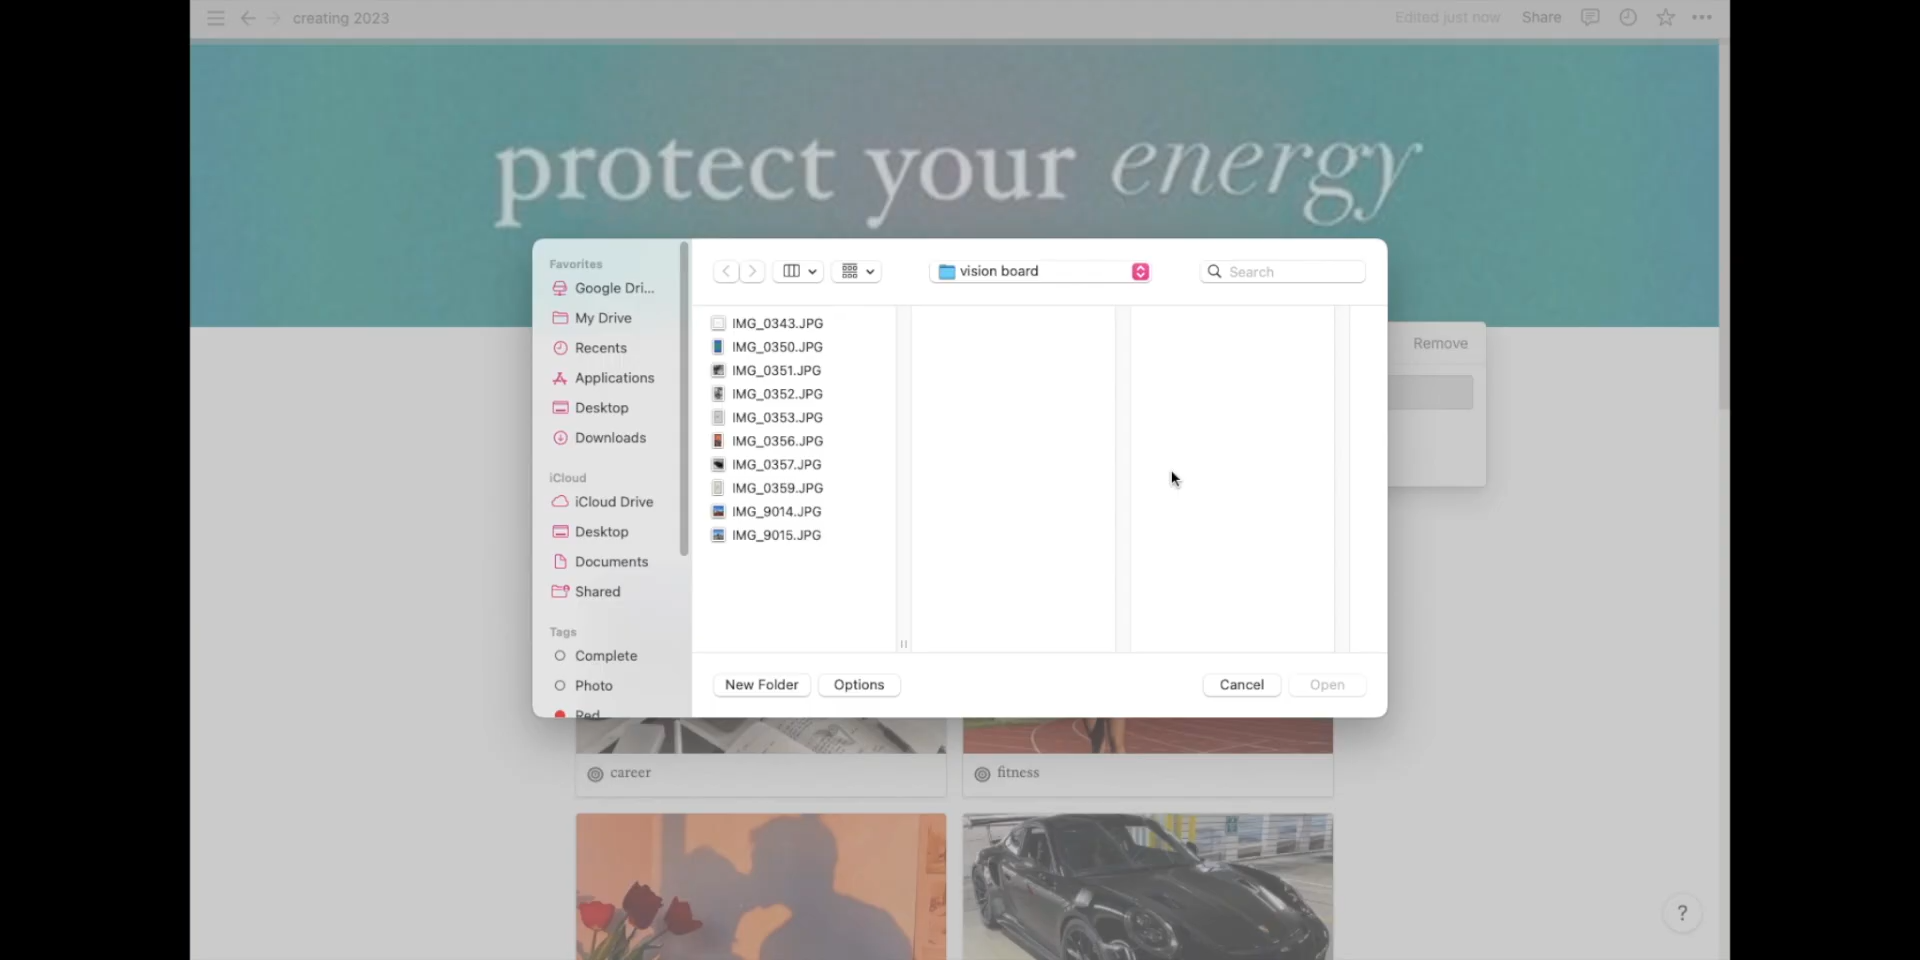 creating 2023
Edited just now
Share
protect your energy
Remove
Favorites
Google Dri...
My Drive
Recents
Applications
Desktop
Downloads
iCloud
iCloud Drive
Desktop
Documents
Shared
Tags
Complete
Photo
Red
vision board
Search
IMG_0343.JPG
IMG_0350.JPG
IMG_0351.JPG
IMG_0352.JPG
IMG_0353.JPG
IMG_0356.JPG
IMG_0357.JPG
IMG_0359.JPG
IMG_9014.JPG
IMG_9015.JPG
New Folder
Options
Cancel
Open
career
fitness
?